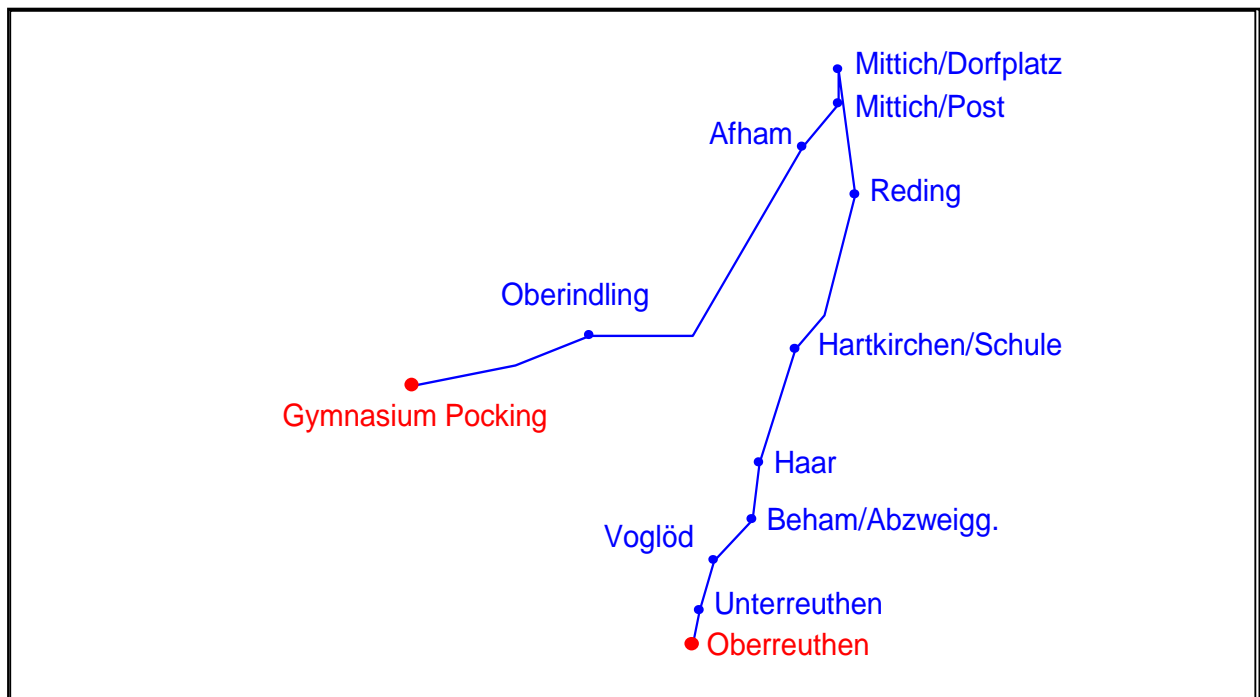 Mittich/Dorfplatz
Mittich/Post
Afham
Reding
Oberindling
Hartkirchen/Schule
Gymnasium Pocking
Haar
Beham/Abzweigg.
Voglöd
Unterreuthen
Oberreuthen